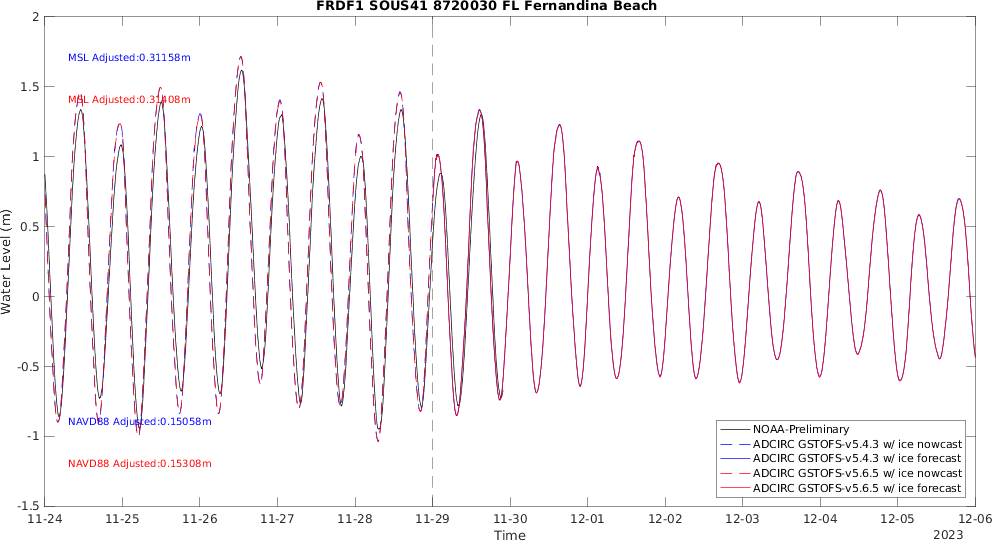 FRDF1 SOUS41 8720030 FL Fernandina Beach
2
1.5
1
0.5
0
-0.5
-1
-1.5
Water Level (m)
MSL Adjusted:0.31158m
MSL Adjusted:0.31408m
NAVD88 Adjusted:0.15058m
NAVD88 Adjusted:0.15308m
NOAA-Preliminary
ADCIRC GSTOFS-v5.4.3 w/ ice nowcast
ADCIRC GSTOFS-v5.4.3 w/ ice forecast
ADCIRC GSTOFS-v5.6.5 w/ ice nowcast
ADCIRC GSTOFS-v5.6.5 w/ ice forecast
11-24 11-25 11-26 11-27 11-28 11-29 11-30 12-01 12-02 12-03 12-04 12-05 12-06
Time
2023